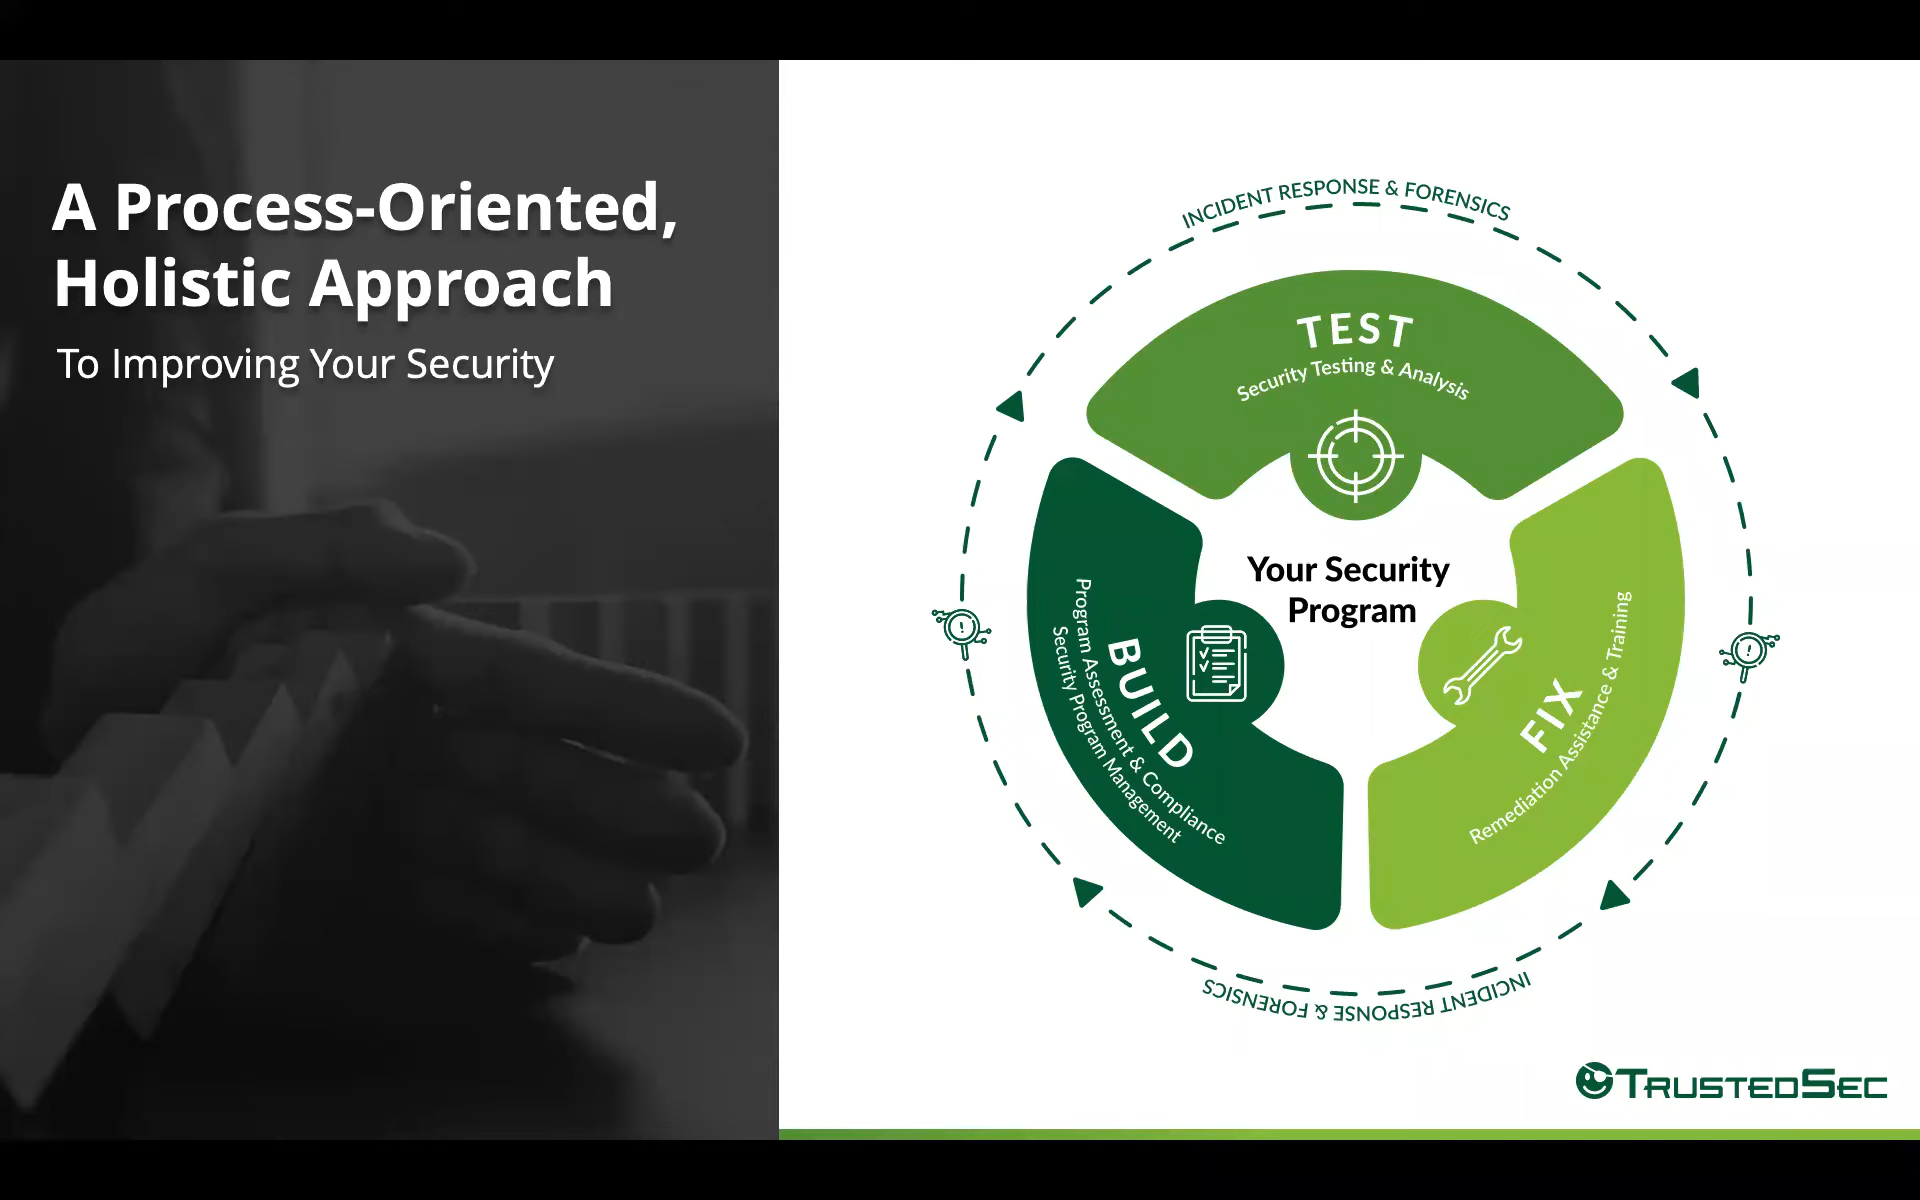 A Process-Oriented,
Holistic Approach
To Improving Your Security
INCIDENT RESPONSE & FORENSICS
TEST
Security Testing & Analysis
Your Security
Program
BUILD
Program Assessment & Compliance
Security Program Management
FIX
Remediation Assistance & Training
INCIDENT RESPONSE & FORENSICS
TRUSTEDSEC